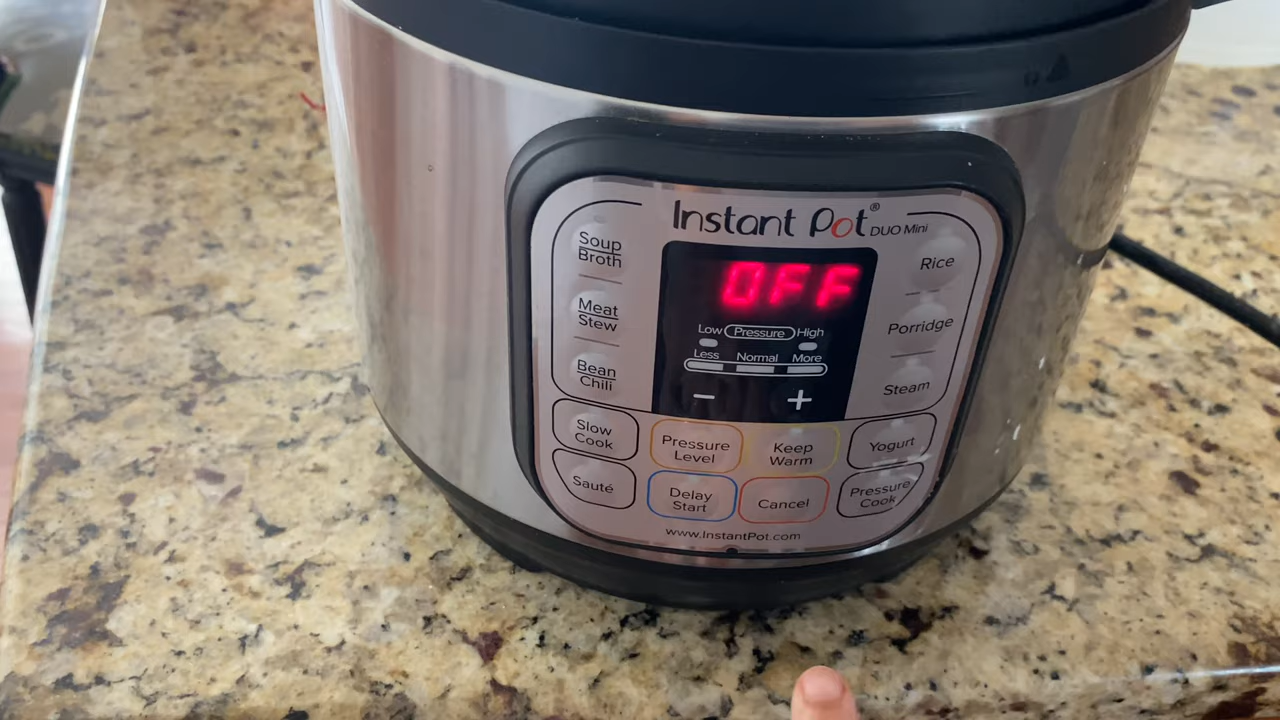 Instant Pot® DUO Mini
OFF
Low Pressure High
Less Normal More
− +
Soup
Broth
Meat
Stew
Bean
Chili
Rice
Porridge
Steam
Slow
Cook
Sauté
Pressure
Level
Keep
Warm
Delay
Start
Cancel
Yogurt
Pressure
Cook
www.InstantPot.com